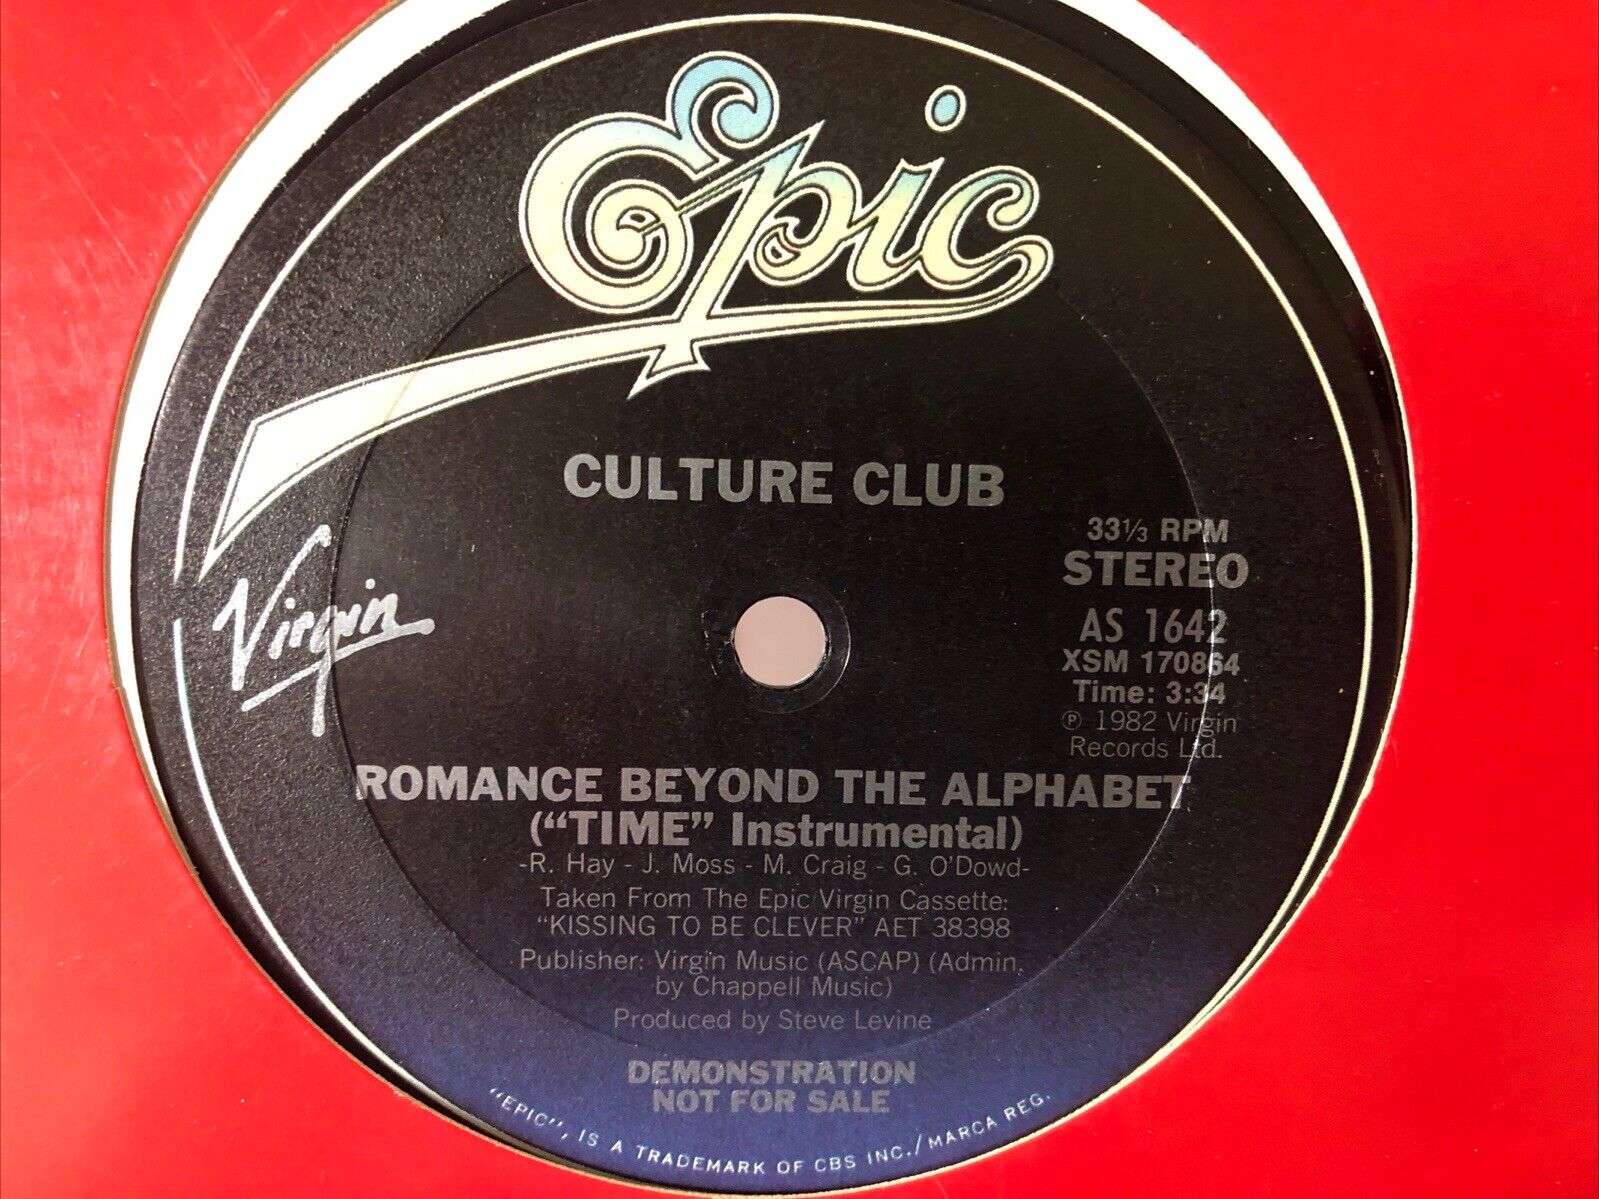 Epic
CULTURE CLUB
33⅓ RPM
STEREO
AS 1642
XSM 170864
Time: 3:34
℗ 1982 Virgin
Records Ltd.
Virgin
ROMANCE BEYOND THE ALPHABET
("TIME" Instrumental)
-R. Hay - J. Moss - M. Craig - G. O'Dowd-
Taken From The Epic/Virgin Cassette:
"KISSING TO BE CLEVER" AET 38398
Publisher: Virgin Music (ASCAP) (Admin.
by Chappell Music)
Produced by Steve Levine
DEMONSTRATION
NOT FOR SALE
"EPIC", IS A TRADEMARK OF CBS INC./MARCA REG.